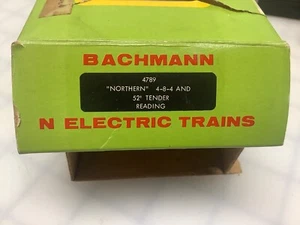 BACHMANN
4789
"NORTHERN" 4-8-4 AND
52' TENDER
READING
N ELECTRIC TRAINS